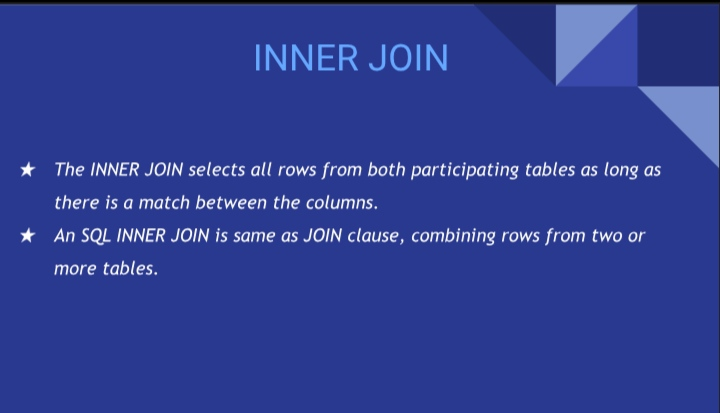 INNER JOIN
★ The INNER JOIN selects all rows from both participating tables as long as
there is a match between the columns.
★ An SQL INNER JOIN is same as JOIN clause, combining rows from two or
more tables.